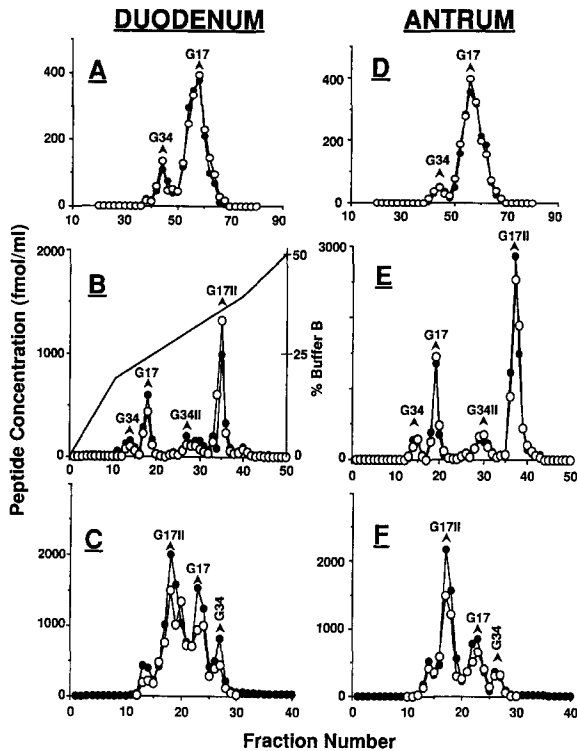 DUODENUM
ANTRUM
Peptide Concentration (fmol/ml)
A
G17
G34
400
200
0
10 30 50 70 90
D
G17
G34
400
200
0
10 30 50 70 90
B
G17II
G17
G34
G34II
2000
1000
0
50
25
0
% Buffer B
0 10 20 30 40 50
E
G17II
G17
G34
G34II
3000
1000
0
0 10 20 30 40 50
C
G17II
G17
G34
2000
1000
0
0 10 20 30 40
F
G17II
G17
G34
2000
1000
0
0 10 20 30 40
Fraction Number